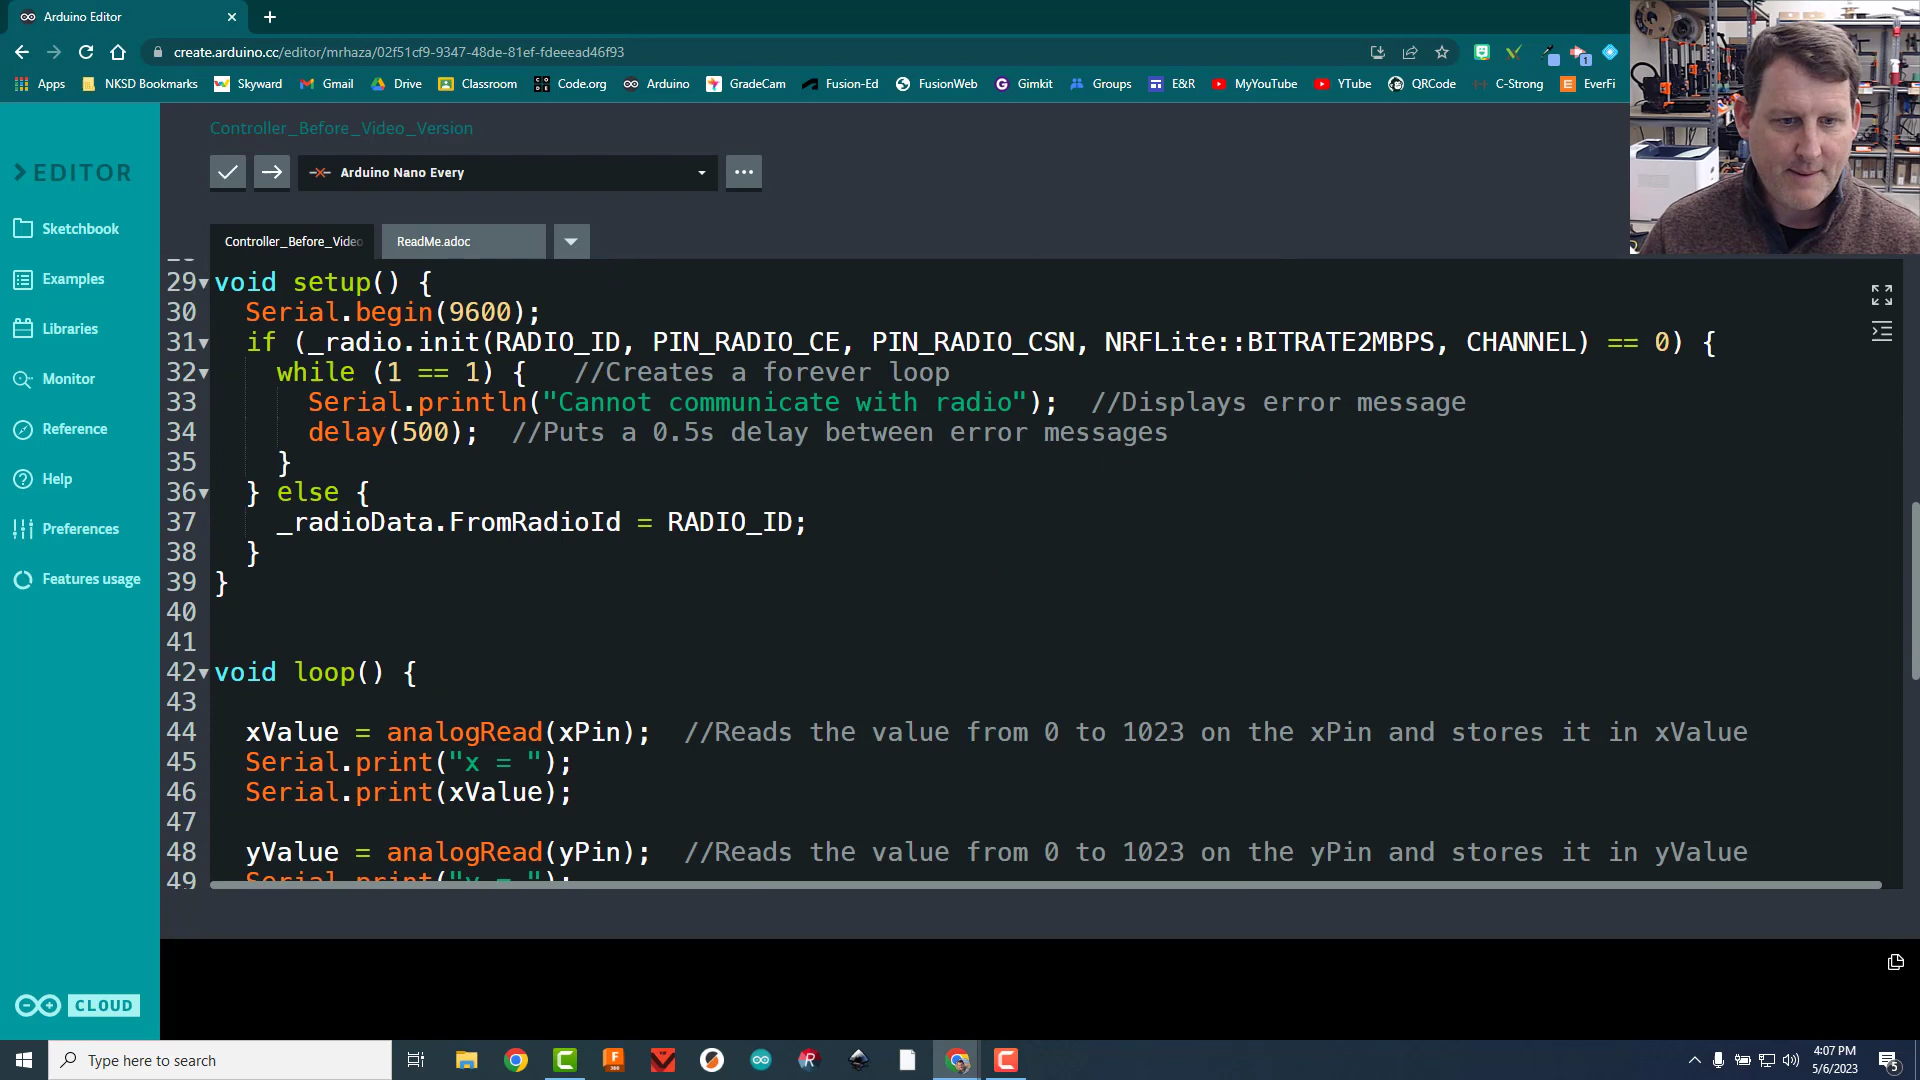 Arduino Editor
create.arduino.cc/editor/mrhaza/02f51cf9-9347-48de-81ef-fdeeead46f93
Apps NKSD Bookmarks Skyward Gmail Drive Classroom Code.org Arduino GradeCam Fusion-Ed FusionWeb Gimkit Groups E&R MyYouTube YTube QRCode C-Strong EverFi
Controller_Before_Video_Version
EDITOR
Arduino Nano Every
Sketchbook
Examples
Libraries
Monitor
Reference
Help
Preferences
Features usage
CLOUD
Controller_Before_Video ReadMe.adoc
29 void setup() {
30 Serial.begin(9600);
31 if (_radio.init(RADIO_ID, PIN_RADIO_CE, PIN_RADIO_CSN, NRFLite::BITRATE2MBPS, CHANNEL) == 0) {
32 while (1 == 1) { //Creates a forever loop
33 Serial.println("Cannot communicate with radio"); //Displays error message
34 delay(500); //Puts a 0.5s delay between error messages
35 }
36 } else {
37 _radioData.FromRadioId = RADIO_ID;
38 }
39 }
40
41
42 void loop() {
43
44 xValue = analogRead(xPin); //Reads the value from 0 to 1023 on the xPin and stores it in xValue
45 Serial.print("x = ");
46 Serial.print(xValue);
47
48 yValue = analogRead(yPin); //Reads the value from 0 to 1023 on the yPin and stores it in yValue
49
Type here to search
4:07 PM
5/6/2023
5